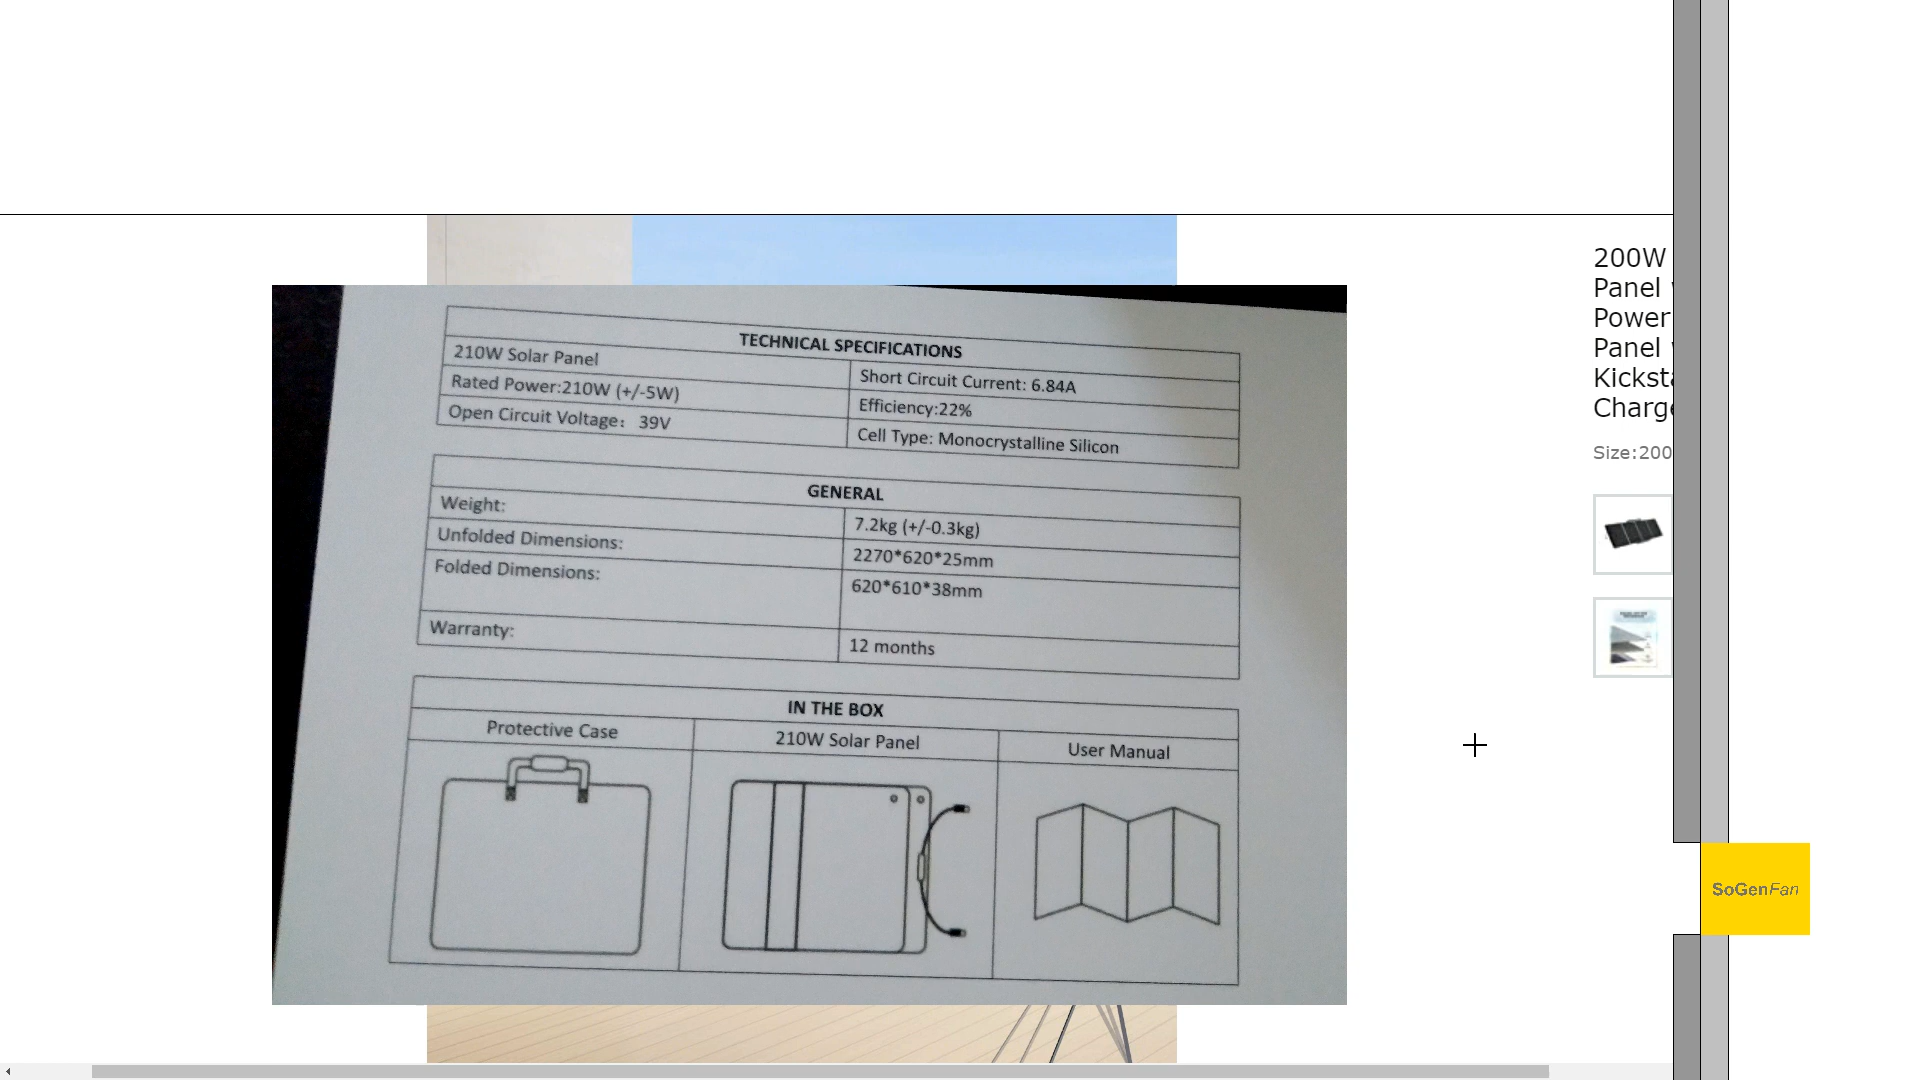 TECHNICAL SPECIFICATIONS
210W Solar Panel
Short Circuit Current: 6.84A
Rated Power:210W (+/-5W)
Efficiency:22%
Open Circuit Voltage： 39V
Cell Type: Monocrystalline Silicon
GENERAL
Weight:
7.2kg (+/-0.3kg)
Unfolded Dimensions:
2270*620*25mm
Folded Dimensions:
620*610*38mm
Warranty:
12 months
IN THE BOX
Protective Case
210W Solar Panel
User Manual
200W
Panel
Power
Panel
Size:200
SoGenFan